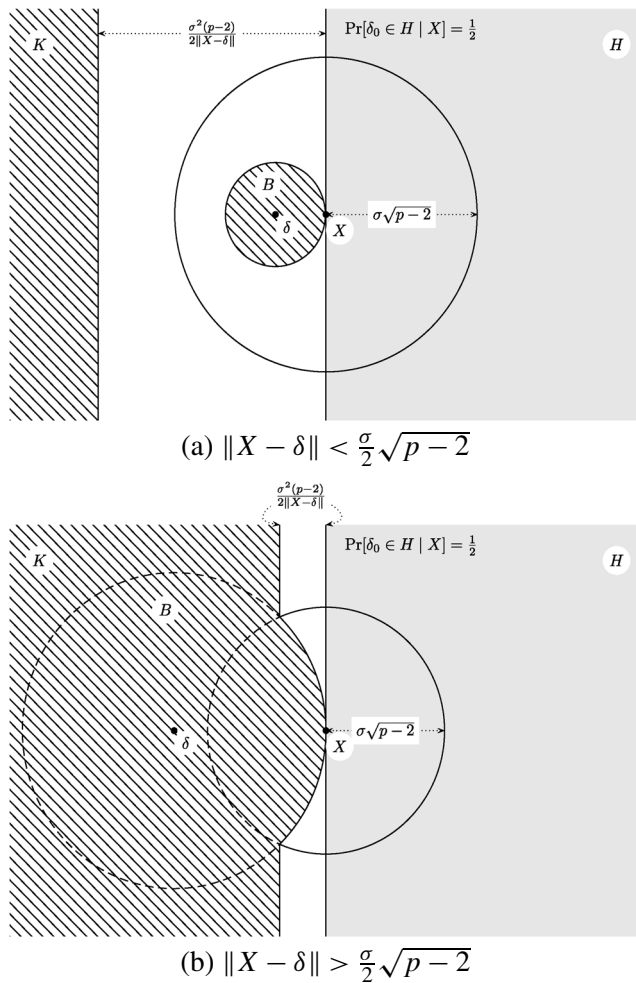 σ²(p−2) / 2‖X−δ‖
Pr[δ₀ ∈ H | X] = 1/2
K
H
B
δ
X
σ√(p−2)
(a) ‖X − δ‖ < σ/2 √(p − 2)
σ²(p−2) / 2‖X−δ‖
Pr[δ₀ ∈ H | X] = 1/2
K
H
B
δ
X
σ√(p−2)
(b) ‖X − δ‖ > σ/2 √(p − 2)